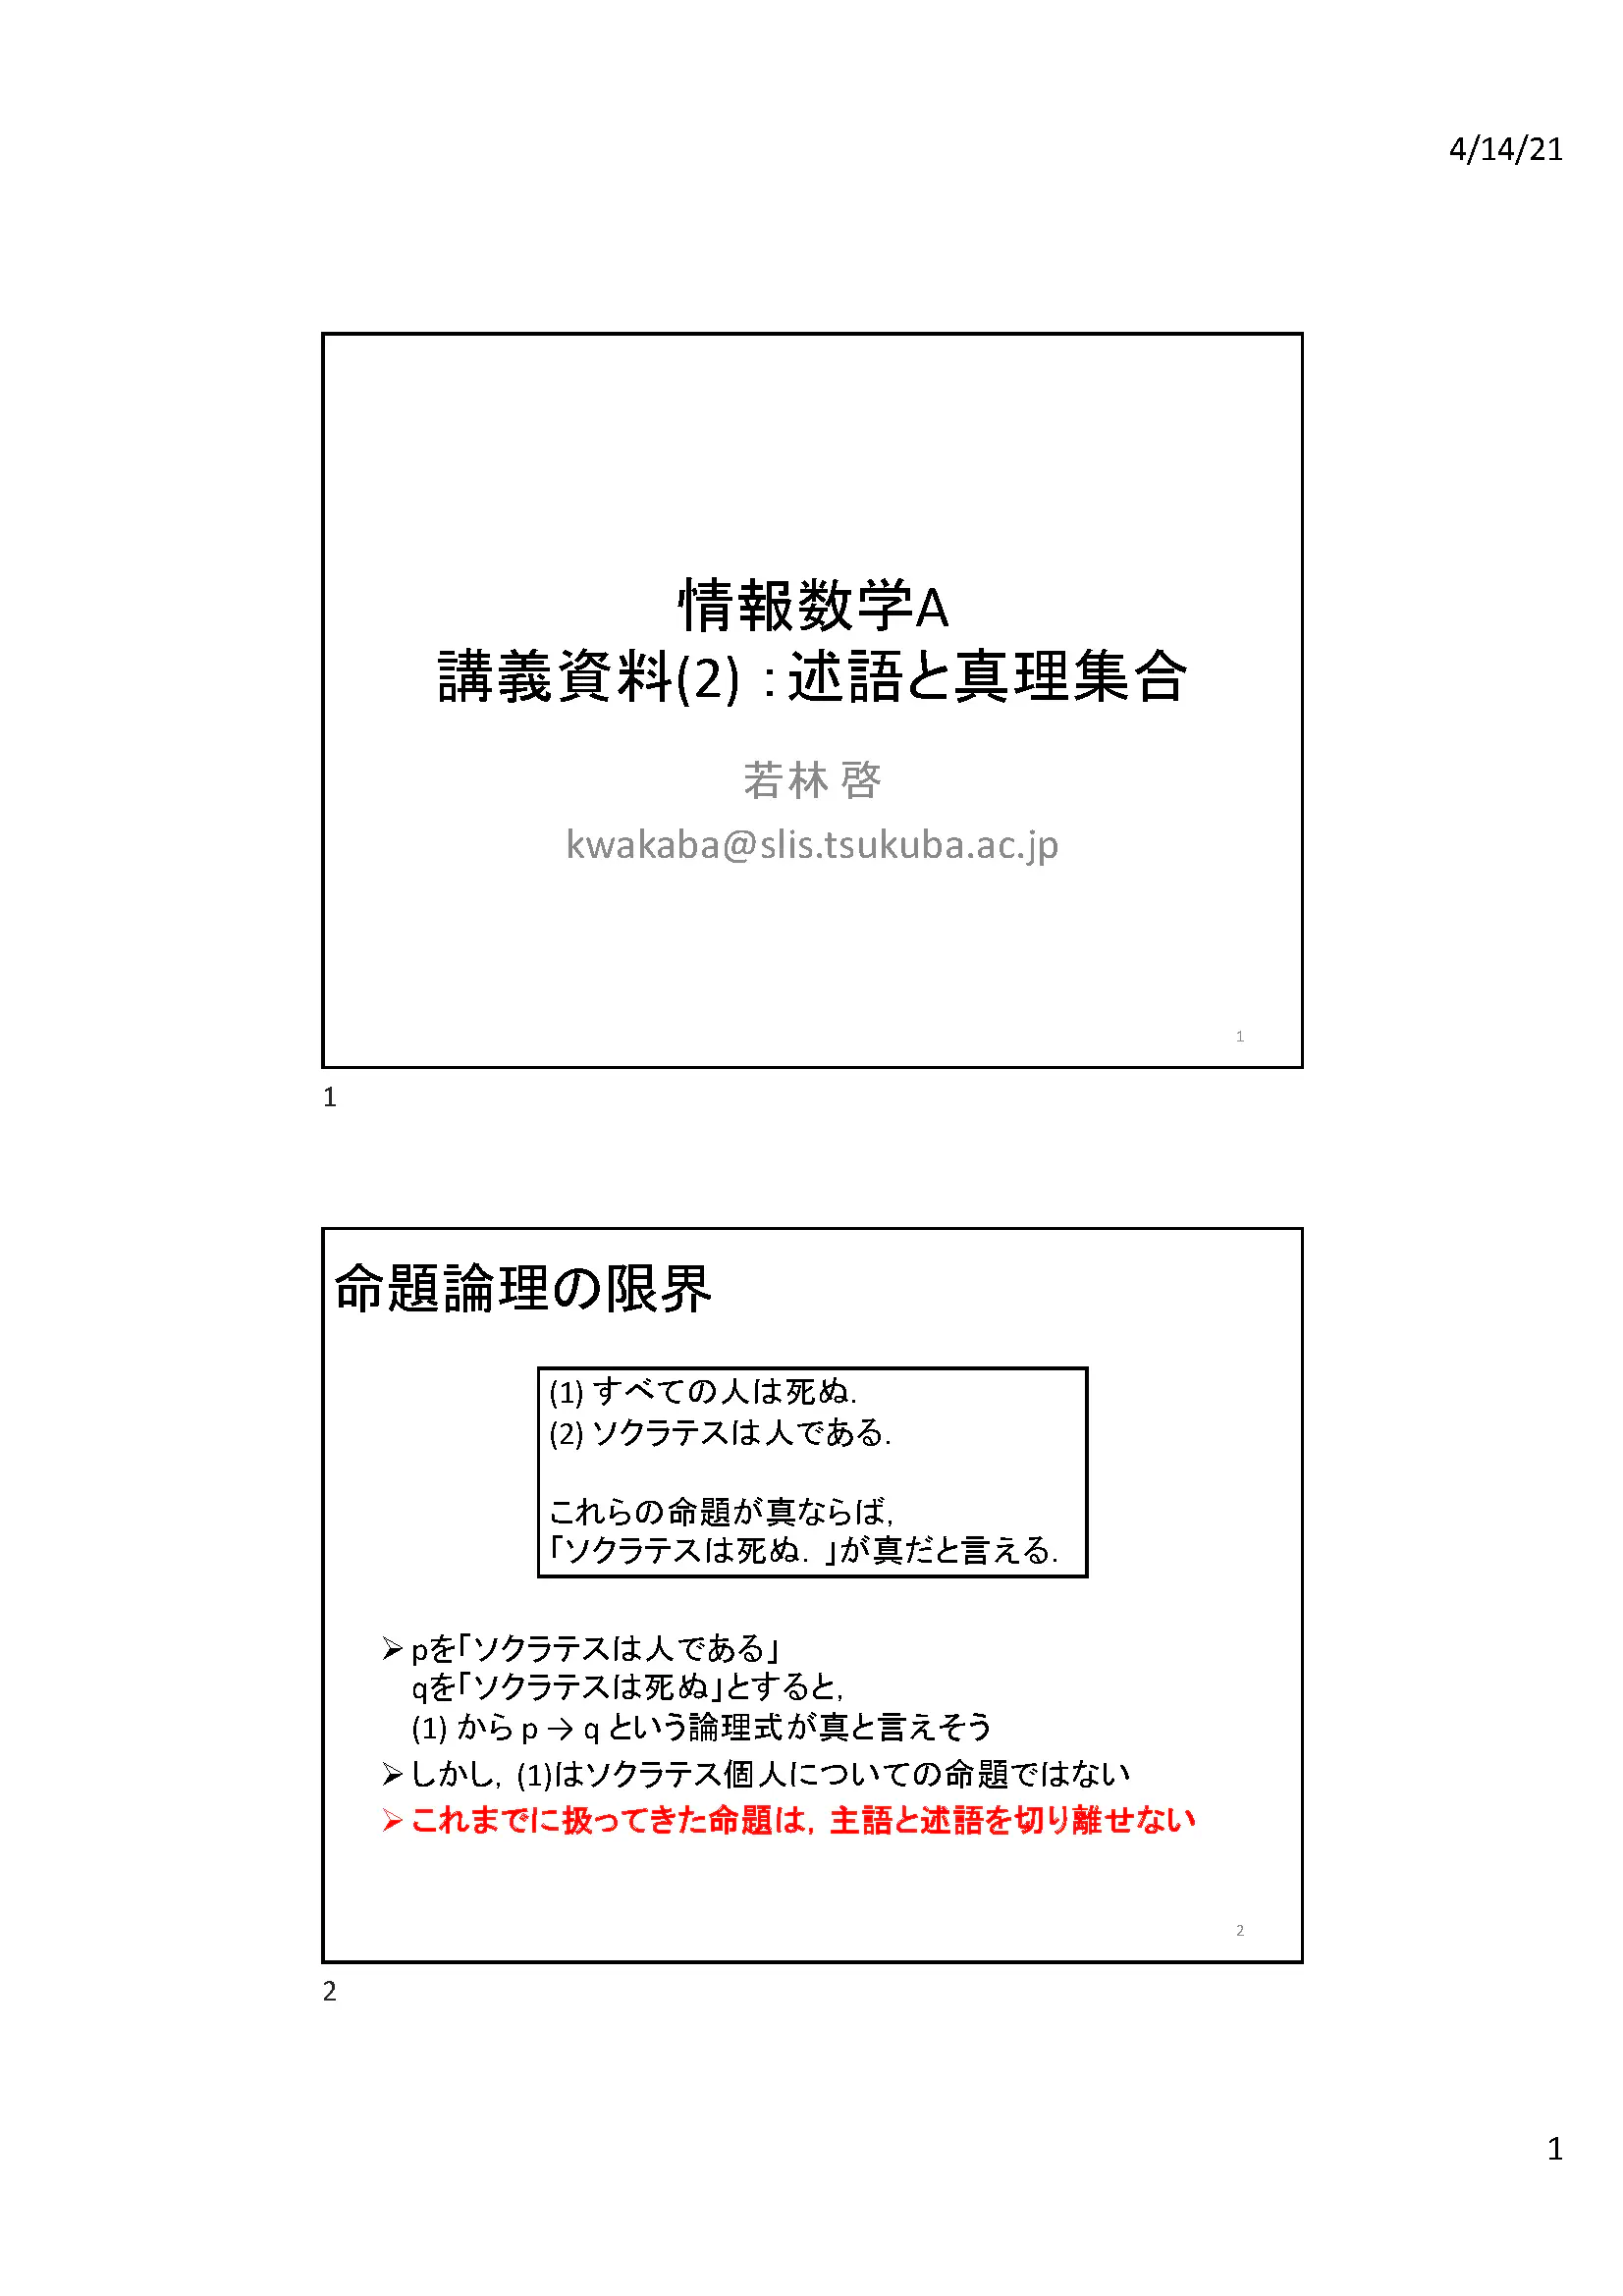 4/14/21
情報数学A
講義資料(2) : 述語と真理集合
若林 啓
kwakaba@slis.tsukuba.ac.jp
1
1
命題論理の限界
(1) すべての人は死ぬ.
(2) ソクラテスは人である.
これらの命題が真ならば,
「ソクラテスは死ぬ. 」が真だと言える.
➢ pを「ソクラテスは人である」
qを「ソクラテスは死ぬ」とすると,
(1) から p → q という論理式が真と言えそう
➢ しかし, (1)はソクラテス個人についての命題ではない
➢ これまでに扱ってきた命題は, 主語と述語を切り離せない
2
2
1